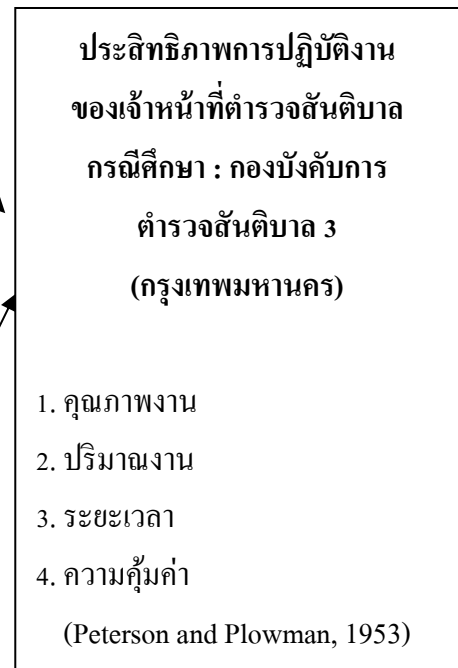 ประสิทธิภาพการปฏิบัติงาน
ของเจ้าหน้าที่ตำรวจสันติบาล
กรณีศึกษา : กองบังคับการ
ตำรวจสันติบาล 3
(กรุงเทพมหานคร)
1. คุณภาพงาน
2. ปริมาณงาน
3. ระยะเวลา
4. ความคุ้มค่า
(Peterson and Plowman, 1953)